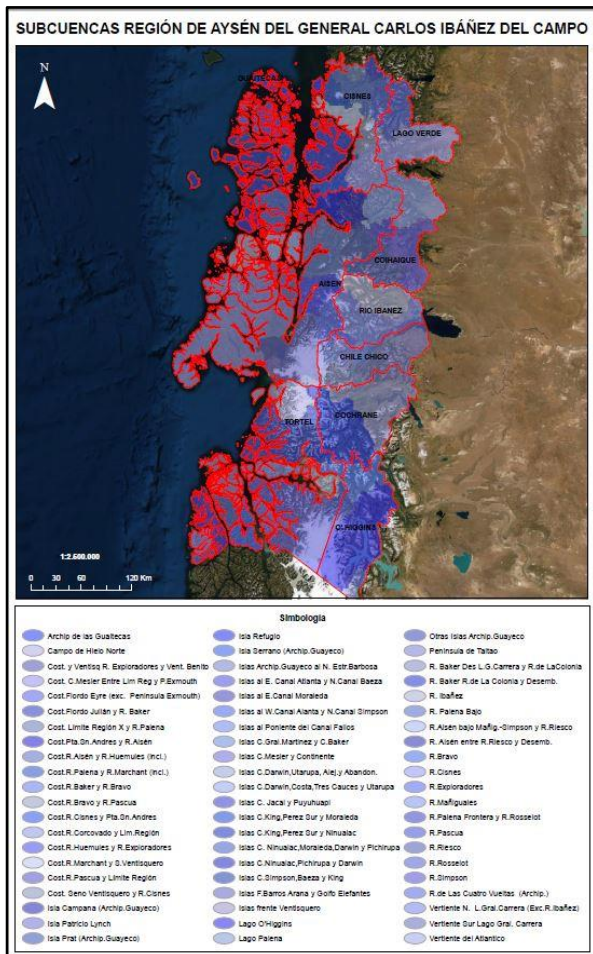 SUBCUENCAS REGIÓN DE AYSÉN DEL GENERAL CARLOS IBÁÑEZ DEL CAMPO
N
GUAITECAS
CISNES
LAGO VERDE
COIHAIQUE
AISEN
RIO IBANEZ
CHILE CHICO
COCHRANE
TORTEL
O'HIGGINS
1:2.500.000
0 30 60 120 Km
Simbología
Archip de las Guaitecas
Campo de Hielo Norte
Cost. y Ventisq R. Exploradores y Vent. Benito
Cost. C.Mesier Entre Lim Reg y P.Exmouth
Cost.Fiordo Eyre (exc. Peninsula Exmouth)
Cost.Fiordo Julián y R. Baker
Cost. Límite Región X y R.Palena
Cost.Pta.Sn.Andres y R.Aisén
Cost.R.Aisén y R.Huemules (incl.)
Cost.R.Palena y R.Marchant (incl.)
Cost.R.Baker y R.Bravo
Cost.R.Bravo y R.Pascua
Cost.R.Cisnes y Pta.Sn.Andres
Cost.R.Corcovado y Lim.Región
Cost.R.Huemules y R.Exploradores
Cost.R.Marchant y S.Ventisquero
Cost.R.Pascua y Límite Región
Cost. Seno Ventisquero y R.Cisnes
Isla Campana (Archip.Guayeco)
Isla Patricio Lynch
Isla Prat (Archip.Guayeco)
Isla Refugio
Isla Serrano (Archip.Guayeco)
Islas Archip.Guayeco al N. Estr.Barbosa
Islas al E. Canal Atlanta y N.Canal Baeza
Islas al E.Canal Moraleda
Islas al W.Canal Alanta y N.Canal Simpson
Islas al Poniente del Canal Fallos
Islas C.Gral.Martinez y C.Baker
Islas C.Mesier y Continente
Islas C.Darwin,Utarupa, Alej.y Abandon.
Islas C.Darwin,Costa,Tres Cauces y Utarupa
Islas C. Jacaf y Puyuhuapi
Islas C.King,Perez Sur y Moraleda
Islas C.King,Perez Sur y Ninualac
Islas C. Ninualac,Moraleda,Darwin y Pichirupa
Islas C.Ninualac,Pichirupa y Darwin
Islas C.Simpson,Baeza y King
Islas F.Barros Arana y Golfo Elefantes
Islas frente Ventisquero
Lago O'Higgins
Lago Palena
Otras Islas Archip.Guayeco
Peninsula de Taitao
R. Baker Des L.G.Carrera y R.de LaColonia
R. Baker R.de La Colonia y Desemb.
R. Ibañez
R. Palena Bajo
R.Aisén bajo Mañig.-Simpson y R.Riesco
R.Aisén entre R.Riesco y Desemb.
R.Bravo
R.Cisnes
R.Exploradores
R.Mañiguales
R.Palena Frontera y R.Rosselot
R.Pascua
R.Riesco
R.Rosselot
R.Simpson
R.de Las Cuatro Vueltas (Archip.)
Vertiente N. L.Gral.Carrera (Exc.R.Ibañez)
Vertiente Sur Lago Gral. Carrera
Vertiente del Atlantico